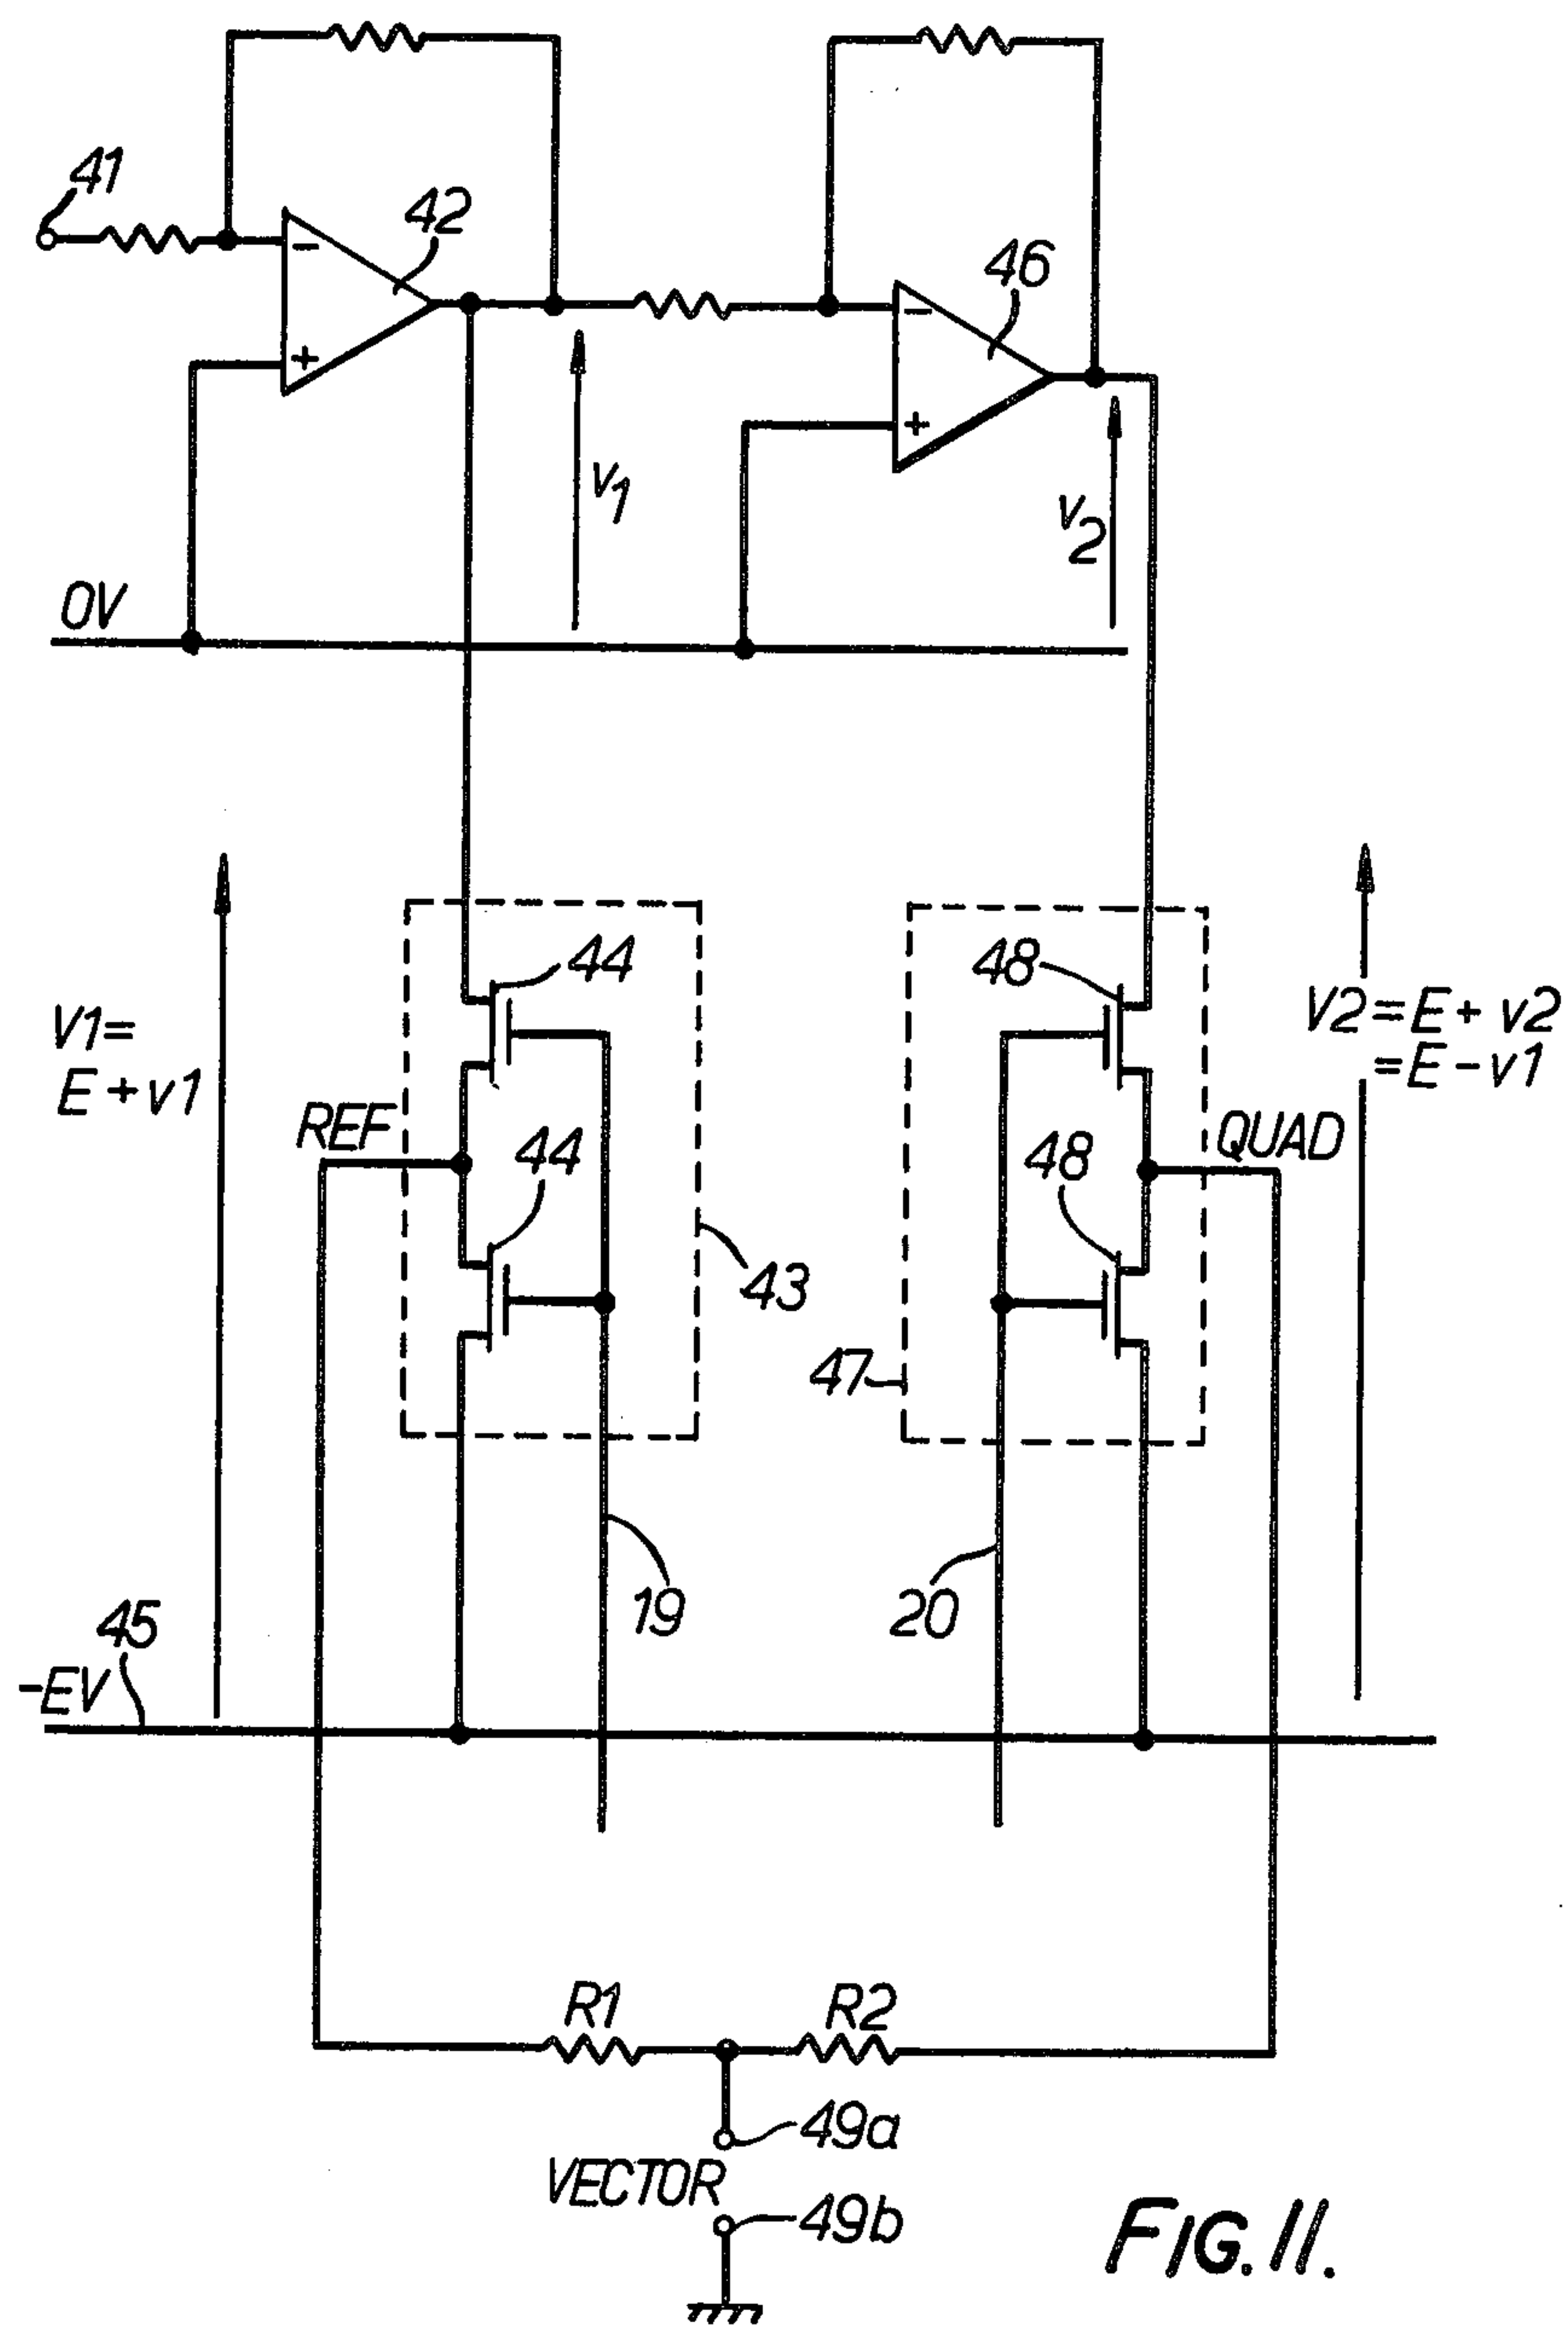 41
42
−
+
46
−
+
v1
v2
0V
V1=
E+v1
REF
44
44
43
48
48
47
QUAD
V2=E+v2
=E-v1
19
20
45
-EV
R1
R2
49a
VECTOR
49b
FIG. 11.